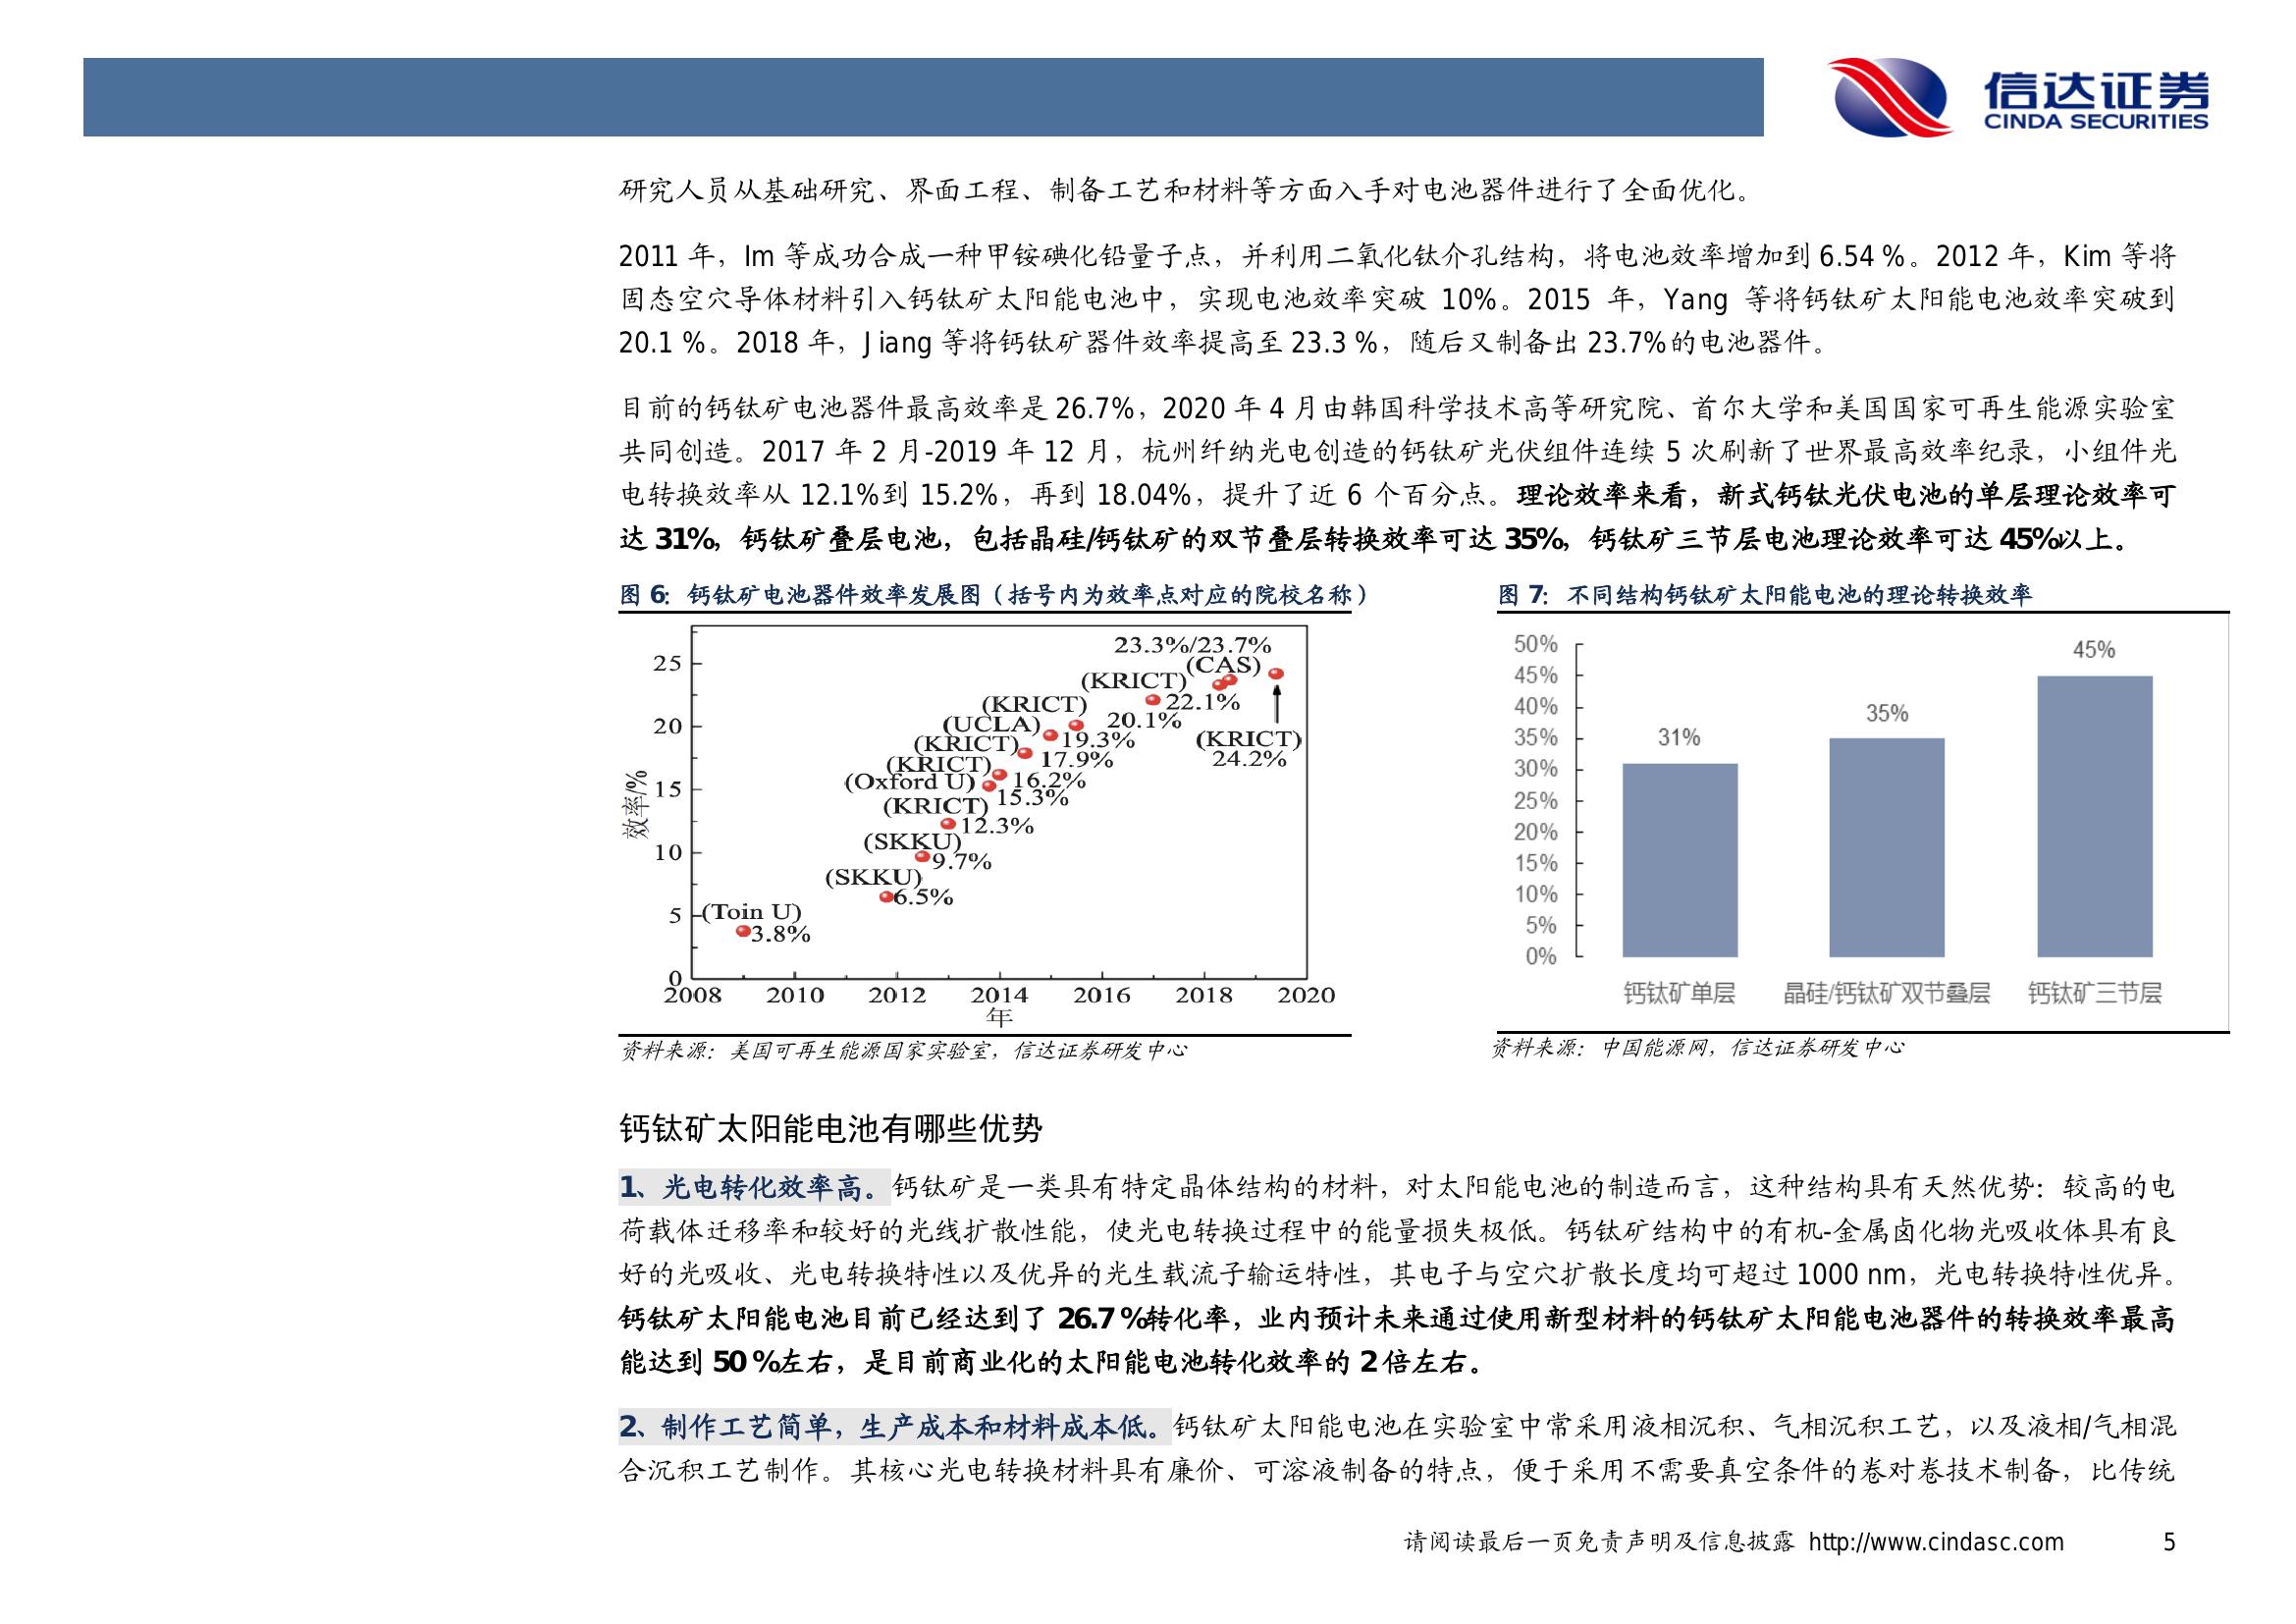 信达证券
CINDA SECURITIES
研究人员从基础研究、界面工程、制备工艺和材料等方面入手对电池器件进行了全面优化。
2011 年，Im 等成功合成一种甲铵碘化铅量子点，并利用二氧化钛介孔结构，将电池效率增加到 6.54 %。2012 年，Kim 等将
固态空穴导体材料引入钙钛矿太阳能电池中，实现电池效率突破 10%。2015 年，Yang 等将钙钛矿太阳能电池效率突破到
20.1 %。2018 年，Jiang 等将钙钛矿器件效率提高至 23.3 %，随后又制备出 23.7%的电池器件。
目前的钙钛矿电池器件最高效率是 26.7%，2020 年 4 月由韩国科学技术高等研究院、首尔大学和美国国家可再生能源实验室
共同创造。2017 年 2 月-2019 年 12 月，杭州纤纳光电创造的钙钛矿光伏组件连续 5 次刷新了世界最高效率纪录，小组件光
电转换效率从 12.1%到 15.2%，再到 18.04%，提升了近 6 个百分点。理论效率来看，新式钙钛光伏电池的单层理论效率可
达 31%，钙钛矿叠层电池，包括晶硅/钙钛矿的双节叠层转换效率可达 35%，钙钛矿三节层电池理论效率可达 45%以上。
图 6：钙钛矿电池器件效率发展图（括号内为效率点对应的院校名称）
效率/%
25
20
15
10
5
0
23.3%/23.7%
(CAS)
(KRICT)
22.1%
(KRICT)
20.1%
(UCLA)
19.3%
(KRICT)
24.2%
(KRICT)
17.9%
(KRICT)
16.2%
(Oxford U)
15.3%
(KRICT)
12.3%
(SKKU)
9.7%
(SKKU)
6.5%
(Toin U)
3.8%
2008 2010 2012 2014 2016 2018 2020
年
资料来源：美国可再生能源国家实验室，信达证券研发中心
图 7：不同结构钙钛矿太阳能电池的理论转换效率
50%
45%
40%
35%
30%
25%
20%
15%
10%
5%
0%
31%
35%
45%
钙钛矿单层 晶硅/钙钛矿双节叠层 钙钛矿三节层
资料来源：中国能源网，信达证券研发中心
钙钛矿太阳能电池有哪些优势
1、光电转化效率高。钙钛矿是一类具有特定晶体结构的材料，对太阳能电池的制造而言，这种结构具有天然优势：较高的电
荷载体迁移率和较好的光线扩散性能，使光电转换过程中的能量损失极低。钙钛矿结构中的有机-金属卤化物光吸收体具有良
好的光吸收、光电转换特性以及优异的光生载流子输运特性，其电子与空穴扩散长度均可超过 1000 nm，光电转换特性优异。
钙钛矿太阳能电池目前已经达到了 26.7 %转化率，业内预计未来通过使用新型材料的钙钛矿太阳能电池器件的转换效率最高
能达到 50 %左右，是目前商业化的太阳能电池转化效率的 2 倍左右。
2、制作工艺简单，生产成本和材料成本低。钙钛矿太阳能电池在实验室中常采用液相沉积、气相沉积工艺，以及液相/气相混
合沉积工艺制作。其核心光电转换材料具有廉价、可溶液制备的特点，便于采用不需要真空条件的卷对卷技术制备，比传统
请阅读最后一页免责声明及信息披露 http://www.cindasc.com 5